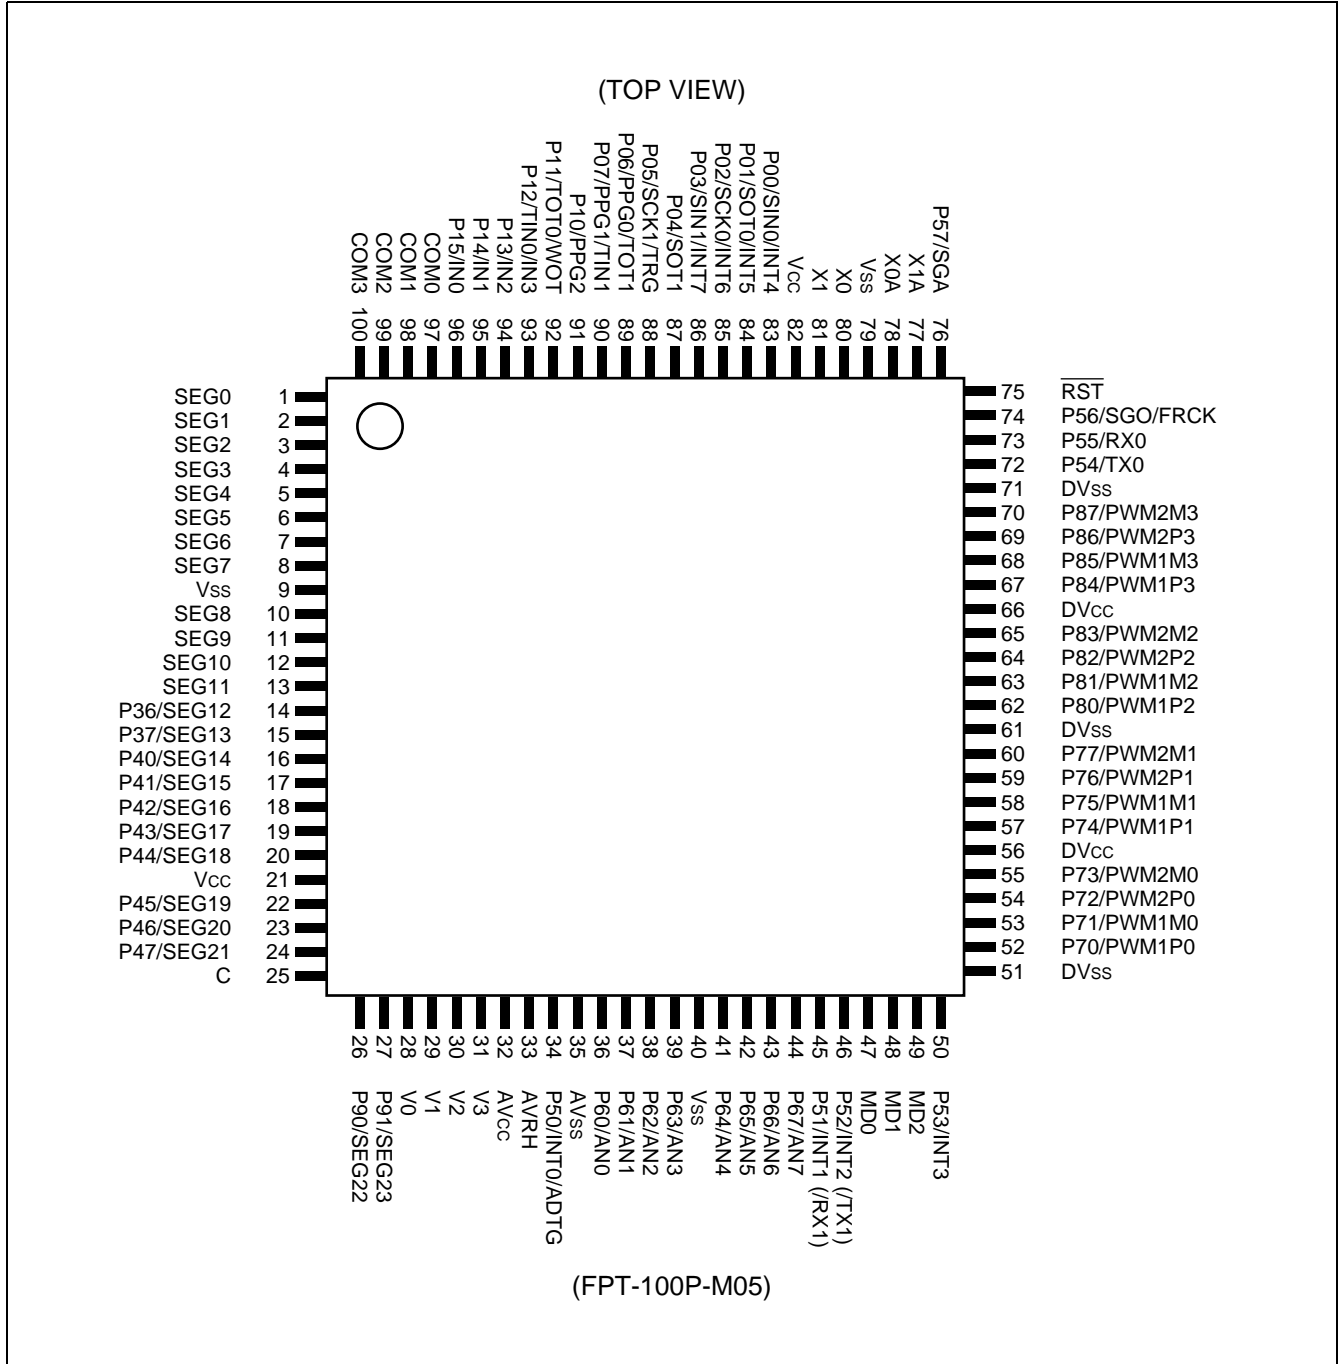 (TOP VIEW)
COM3 100
COM2 99
COM1 98
COM0 97
P15/IN0 96
P14/IN1 95
P13/IN2 94
P12/TIN0/IN3 93
P11/TOT0/WOT 92
P10/PPG2 91
P07/PPG1/TIN1 90
P06/PPG0/TOT1 89
P05/SCK1/TRG 88
P04/SOT1 87
P03/SIN1/INT7 86
P02/SCK0/INT6 85
P01/SOT0/INT5 84
P00/SIN0/INT4 83
Vcc 82
X1 81
X0 80
Vss 79
X0A 78
X1A 77
P57/SGA 76
SEG0 1
SEG1 2
SEG2 3
SEG3 4
SEG4 5
SEG5 6
SEG6 7
SEG7 8
Vss 9
SEG8 10
SEG9 11
SEG10 12
SEG11 13
P36/SEG12 14
P37/SEG13 15
P40/SEG14 16
P41/SEG15 17
P42/SEG16 18
P43/SEG17 19
P44/SEG18 20
Vcc 21
P45/SEG19 22
P46/SEG20 23
P47/SEG21 24
C 25
75 RST
74 P56/SGO/FRCK
73 P55/RX0
72 P54/TX0
71 DVss
70 P87/PWM2M3
69 P86/PWM2P3
68 P85/PWM1M3
67 P84/PWM1P3
66 DVcc
65 P83/PWM2M2
64 P82/PWM2P2
63 P81/PWM1M2
62 P80/PWM1P2
61 DVss
60 P77/PWM2M1
59 P76/PWM2P1
58 P75/PWM1M1
57 P74/PWM1P1
56 DVcc
55 P73/PWM2M0
54 P72/PWM2P0
53 P71/PWM1M0
52 P70/PWM1P0
51 DVss
26 P90/SEG22
27 P91/SEG23
28 V0
29 V1
30 V2
31 V3
32 AVcc
33 AVRH
34 P50/INT0/ADTG
35 AVss
36 P60/AN0
37 P61/AN1
38 P62/AN2
39 P63/AN3
40 Vss
41 P64/AN4
42 P65/AN5
43 P66/AN6
44 P67/AN7
45 P51/INT1 (/RX1)
46 P52/INT2 (/TX1)
47 MD0
48 MD1
49 MD2
50 P53/INT3
(FPT-100P-M05)